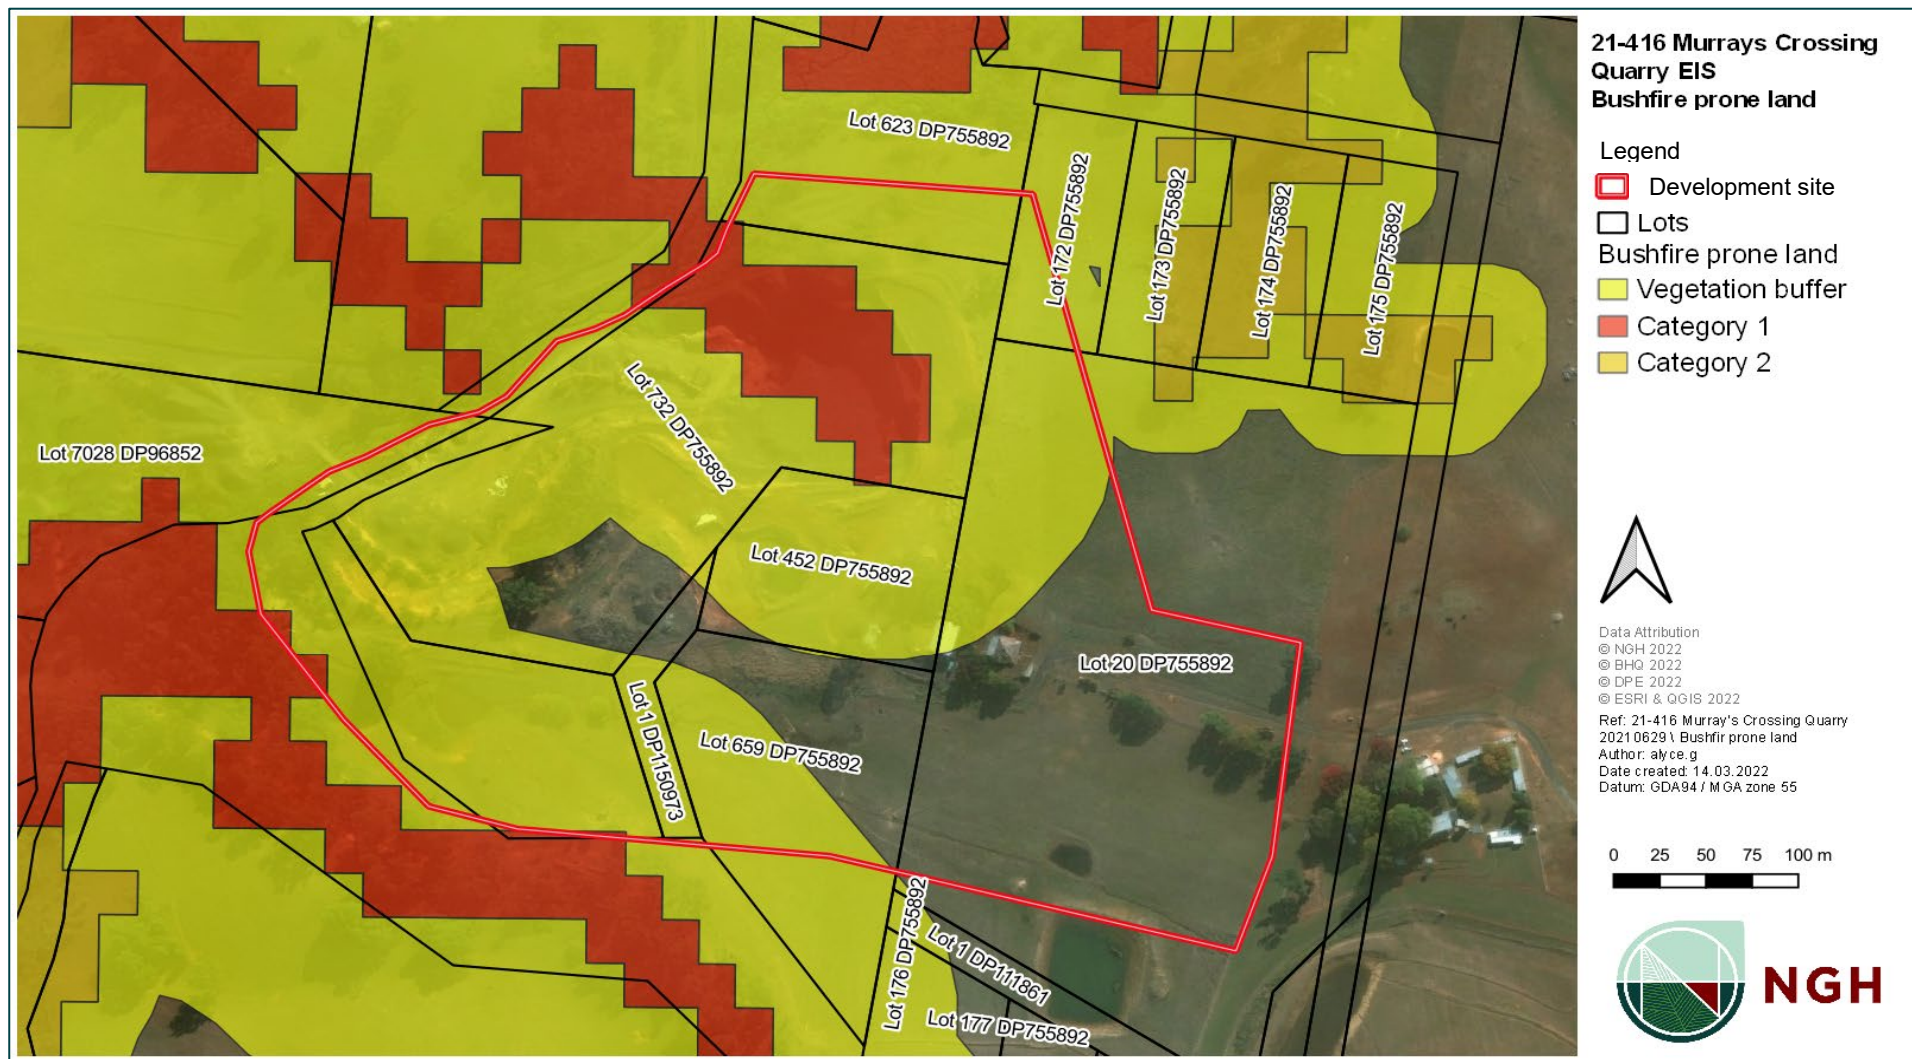 21-416 Murrays Crossing
Quarry EIS
Bushfire prone land
Legend
Development site
Lots
Bushfire prone land
Vegetation buffer
Category 1
Category 2
Lot 623 DP755892
Lot 172 DP755892
Lot 173 DP755892
Lot 174 DP755892
Lot 175 DP755892
Lot 732 DP755892
Lot 7028 DP96852
Lot 452 DP755892
Lot 20 DP755892
Lot 1 DP1150973
Lot 659 DP755892
Lot 176 DP755892
Lot 1 DP111861
Lot 177 DP755892
Data Attribution
© NGH 2022
© BHQ 2022
© DPE 2022
© ESRI & QGIS 2022
Ref: 21-416 Murray's Crossing Quarry
20210629 \ Bushfir prone land
Author: alyce.g
Date created: 14.03.2022
Datum: GDA94 / MGA zone 55
0 25 50 75 100 m
NGH